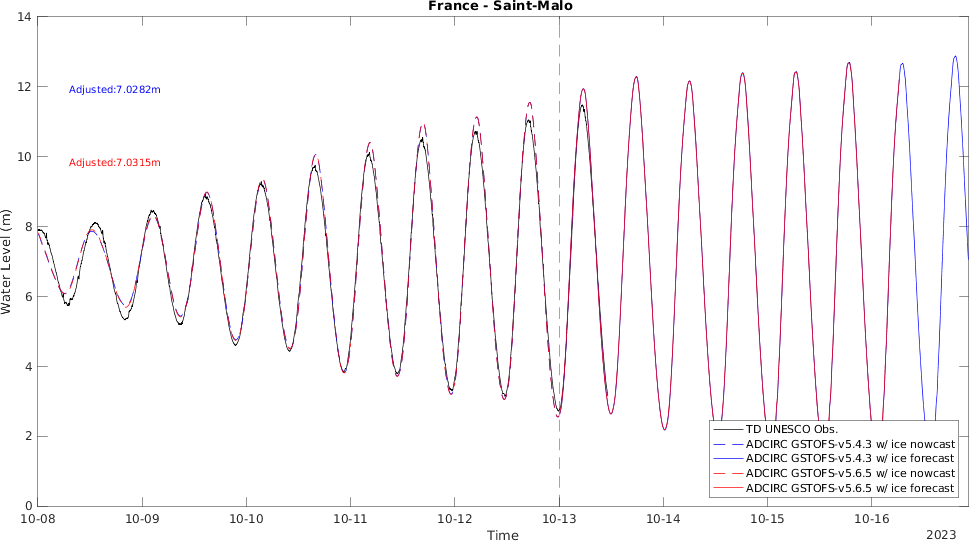 France - Saint-Malo
Water Level (m)
14
12
10
8
6
4
2
0
Adjusted:7.0282m
Adjusted:7.0315m
TD UNESCO Obs.
ADCIRC GSTOFS-v5.4.3 w/ ice nowcast
ADCIRC GSTOFS-v5.4.3 w/ ice forecast
ADCIRC GSTOFS-v5.6.5 w/ ice nowcast
ADCIRC GSTOFS-v5.6.5 w/ ice forecast
10-08 10-09 10-10 10-11 10-12 10-13 10-14 10-15 10-16
Time
2023